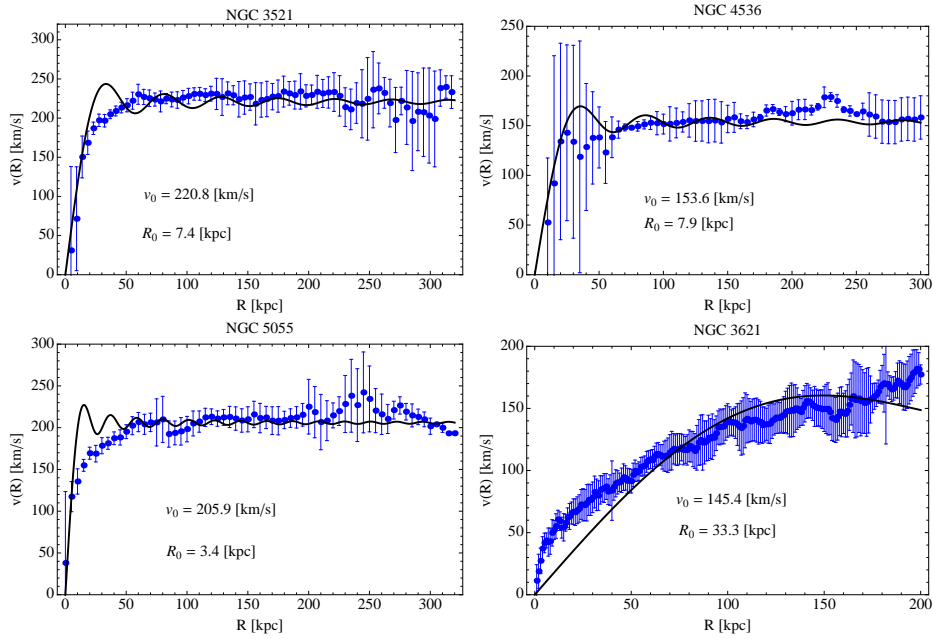 NGC 3521
300
250
200
150
100
50
0
v(R) [km/s]
v0 = 220.8 [km/s]
R0 = 7.4 [kpc]
0 50 100 150 200 250 300
R [kpc]
NGC 4536
250
200
150
100
50
0
v(R) [km/s]
v0 = 153.6 [km/s]
R0 = 7.9 [kpc]
0 50 100 150 200 250 300
R [kpc]
NGC 5055
300
250
200
150
100
50
0
v(R) [km/s]
v0 = 205.9 [km/s]
R0 = 3.4 [kpc]
0 50 100 150 200 250 300
R [kpc]
NGC 3621
200
150
100
50
0
v(R) [km/s]
v0 = 145.4 [km/s]
R0 = 33.3 [kpc]
0 50 100 150 200
R [kpc]